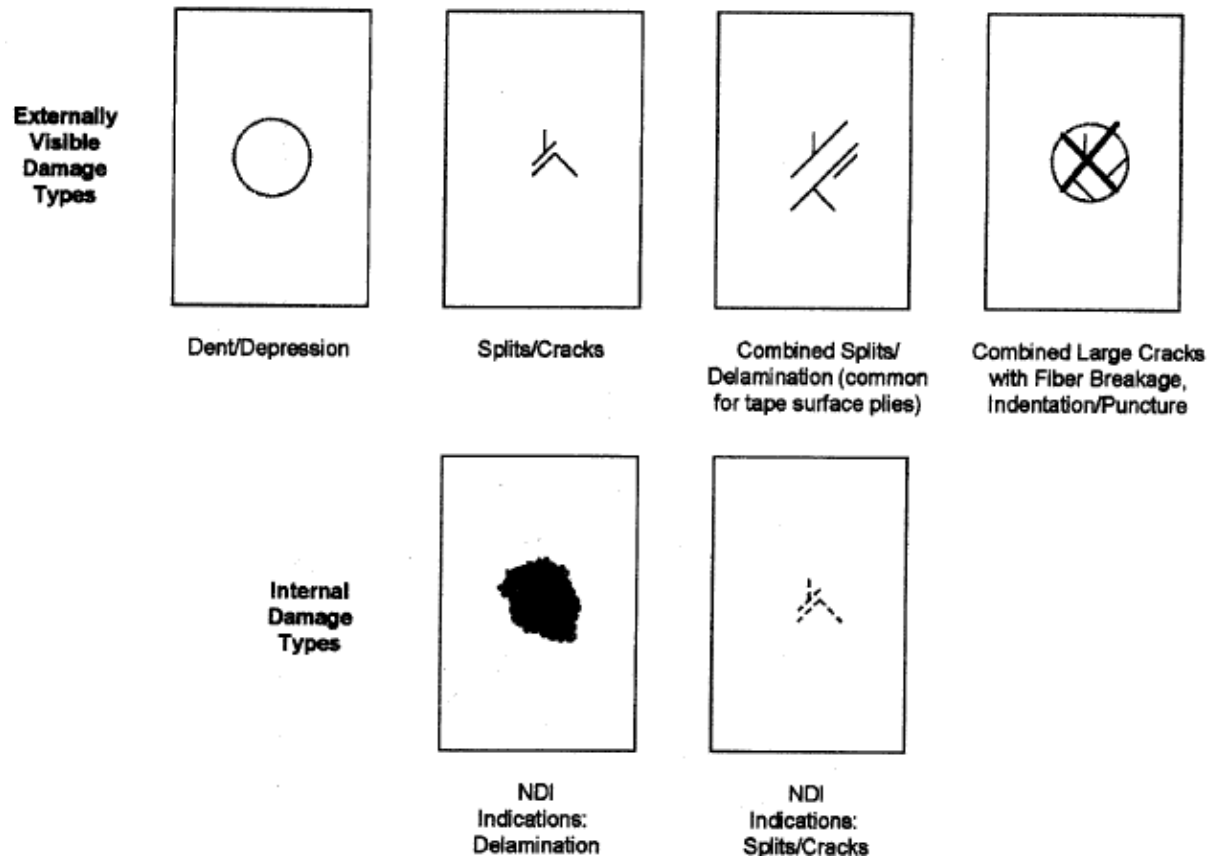 Externally
Visible
Damage
Types
Dent/Depression
Splits/Cracks
Combined Splits/
Delamination (common
for tape surface plies)
Combined Large Cracks
with Fiber Breakage,
Indentation/Puncture
Internal
Damage
Types
NDI
Indications:
Delamination
NDI
Indications:
Splits/Cracks